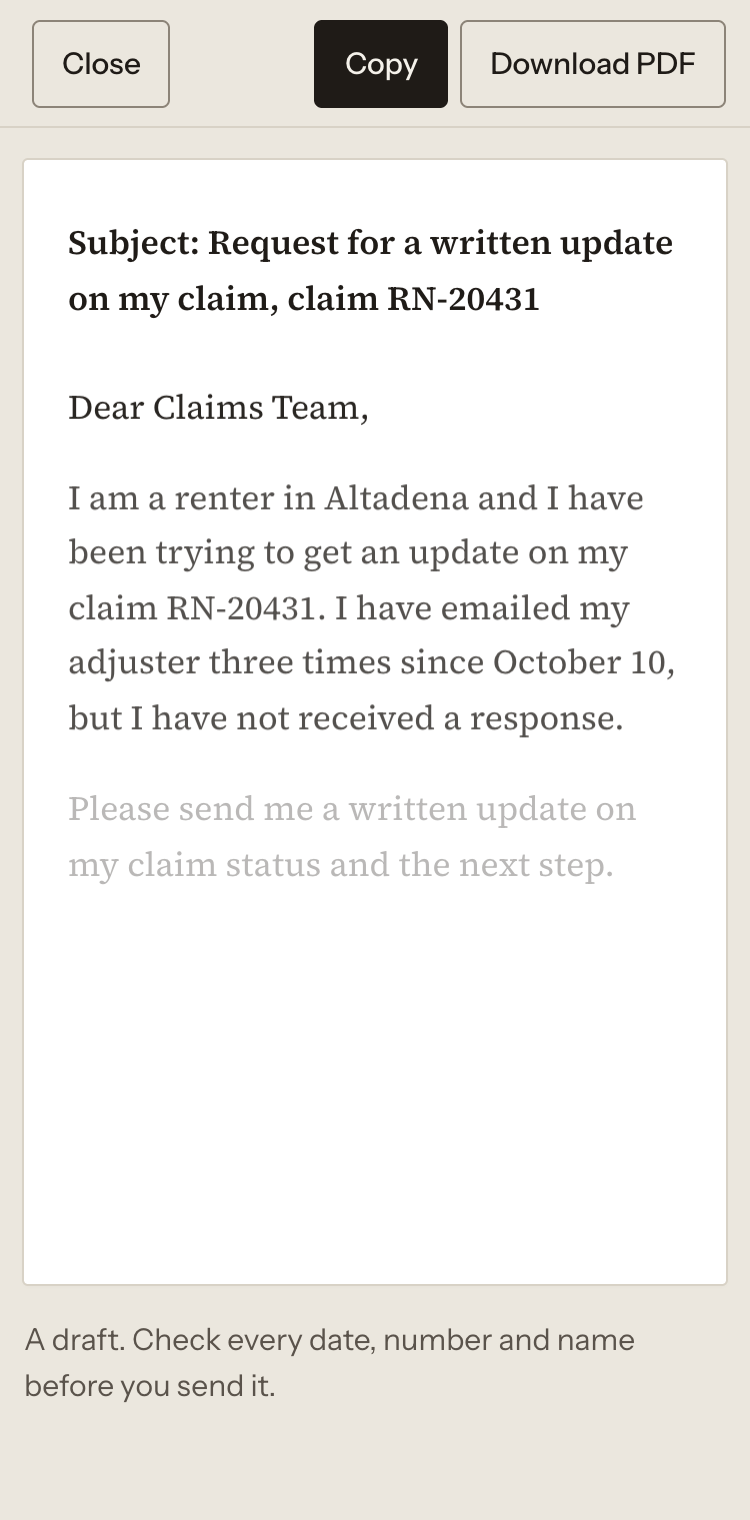 Close
Copy
Download PDF
Subject: Request for a written update
on my claim, claim RN-20431
Dear Claims Team,
I am a renter in Altadena and I have
been trying to get an update on my
claim RN-20431. I have emailed my
adjuster three times since October 10,
but I have not received a response.
Please send me a written update on
my claim status and the next step.
A draft. Check every date, number and name
before you send it.